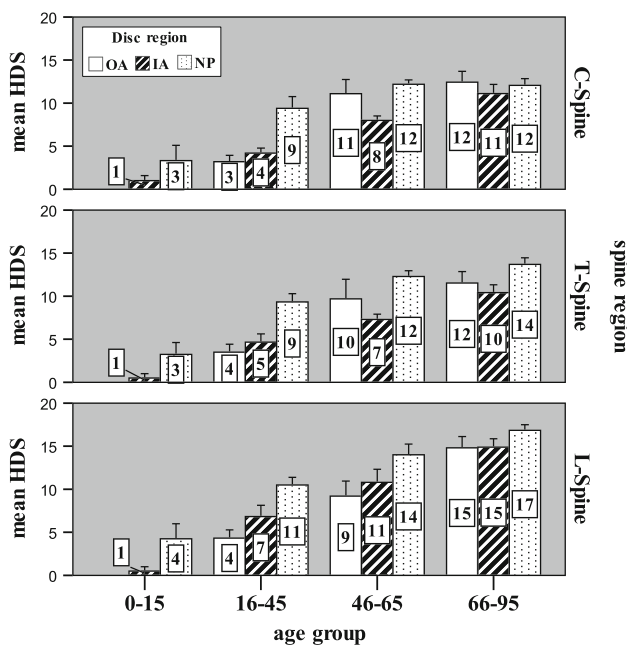 20
15
10
5
0
mean HDS
Disc region
OA IA NP
1 3 3 4 9 11 8 12 12 11 12
C-Spine
20
15
10
5
0
mean HDS
1 3 4 5 9 10 7 12 12 10 14
T-Spine
spine region
20
15
10
5
0
mean HDS
1 4 4 7 11 9 11 14 15 15 17
L-Spine
0-15 16-45 46-65 66-95
age group